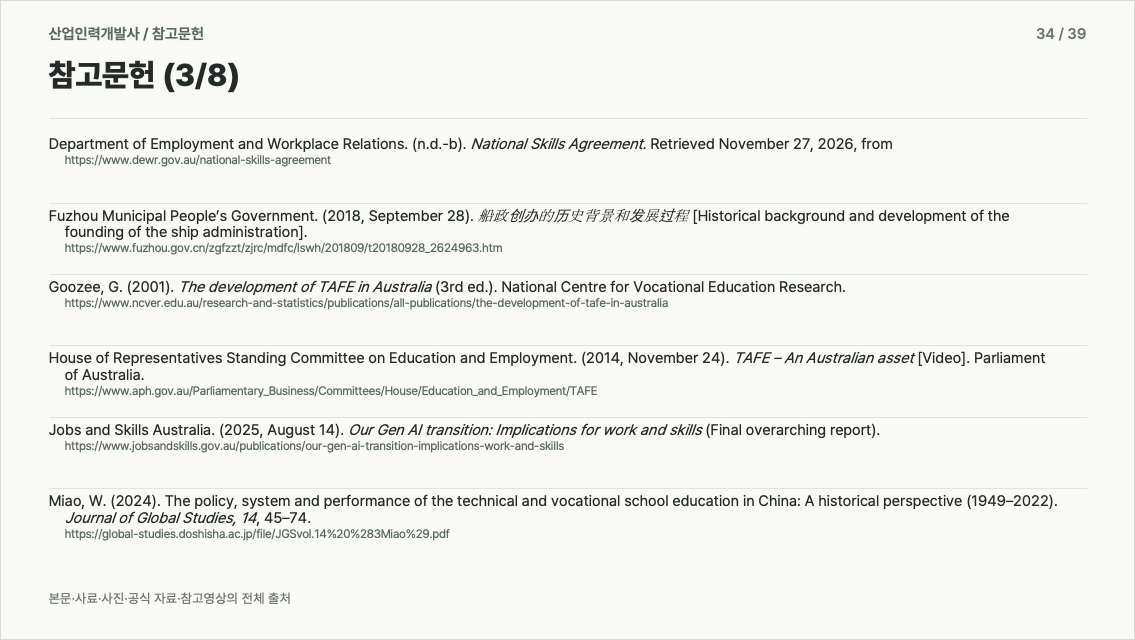 산업인력개발사 / 참고문헌
34 / 39
참고문헌 (3/8)
Department of Employment and Workplace Relations. (n.d.-b). National Skills Agreement. Retrieved November 27, 2026, from
https://www.dewr.gov.au/national-skills-agreement
Fuzhou Municipal People’s Government. (2018, September 28). 船政创办的历史背景和发展过程 [Historical background and development of the
founding of the ship administration].
https://www.fuzhou.gov.cn/zgfzzt/zjrc/mdfc/lswh/201809/t20180928_2624963.htm
Goozee, G. (2001). The development of TAFE in Australia (3rd ed.). National Centre for Vocational Education Research.
https://www.ncver.edu.au/research-and-statistics/publications/all-publications/the-development-of-tafe-in-australia
House of Representatives Standing Committee on Education and Employment. (2014, November 24). TAFE – An Australian asset [Video]. Parliament
of Australia.
https://www.aph.gov.au/Parliamentary_Business/Committees/House/Education_and_Employment/TAFE
Jobs and Skills Australia. (2025, August 14). Our Gen AI transition: Implications for work and skills (Final overarching report).
https://www.jobsandskills.gov.au/publications/our-gen-ai-transition-implications-work-and-skills
Miao, W. (2024). The policy, system and performance of the technical and vocational school education in China: A historical perspective (1949–2022).
Journal of Global Studies, 14, 45–74.
https://global-studies.doshisha.ac.jp/file/JGSvol.14%20%283Miao%29.pdf
본문·사료·사진·공식 자료·참고영상의 전체 출처